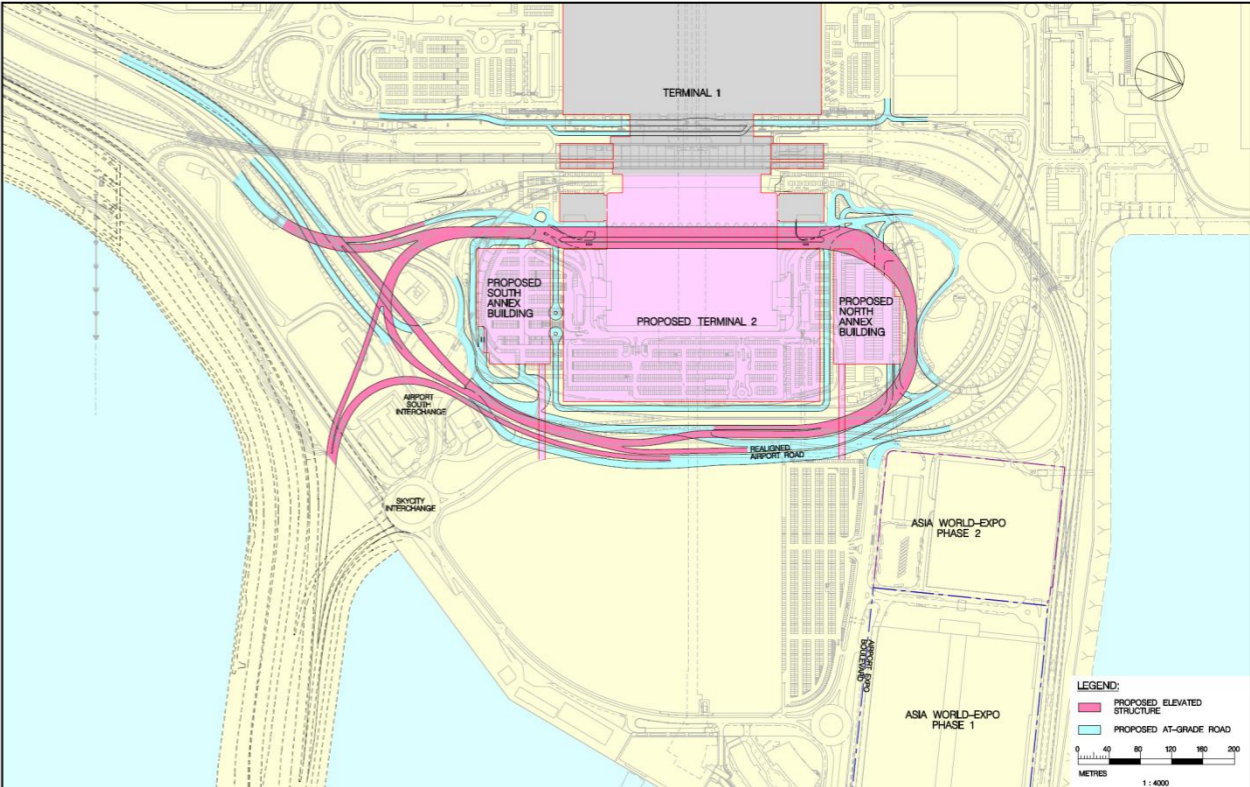 TERMINAL 1
PROPOSED
SOUTH
ANNEX
BUILDING
PROPOSED TERMINAL 2
PROPOSED
NORTH
ANNEX
BUILDING
AIRPORT
SOUTH
INTERCHANGE
REALIGNED
AIRPORT ROAD
SKYCITY
INTERCHANGE
ASIA WORLD-EXPO
PHASE 2
AIRPORT EXPO
BOULEVARD
ASIA WORLD-EXPO
PHASE 1
LEGEND:
PROPOSED ELEVATED
STRUCTURE
PROPOSED AT-GRADE ROAD
0 40 80 120 160 200
METRES
1 : 4000